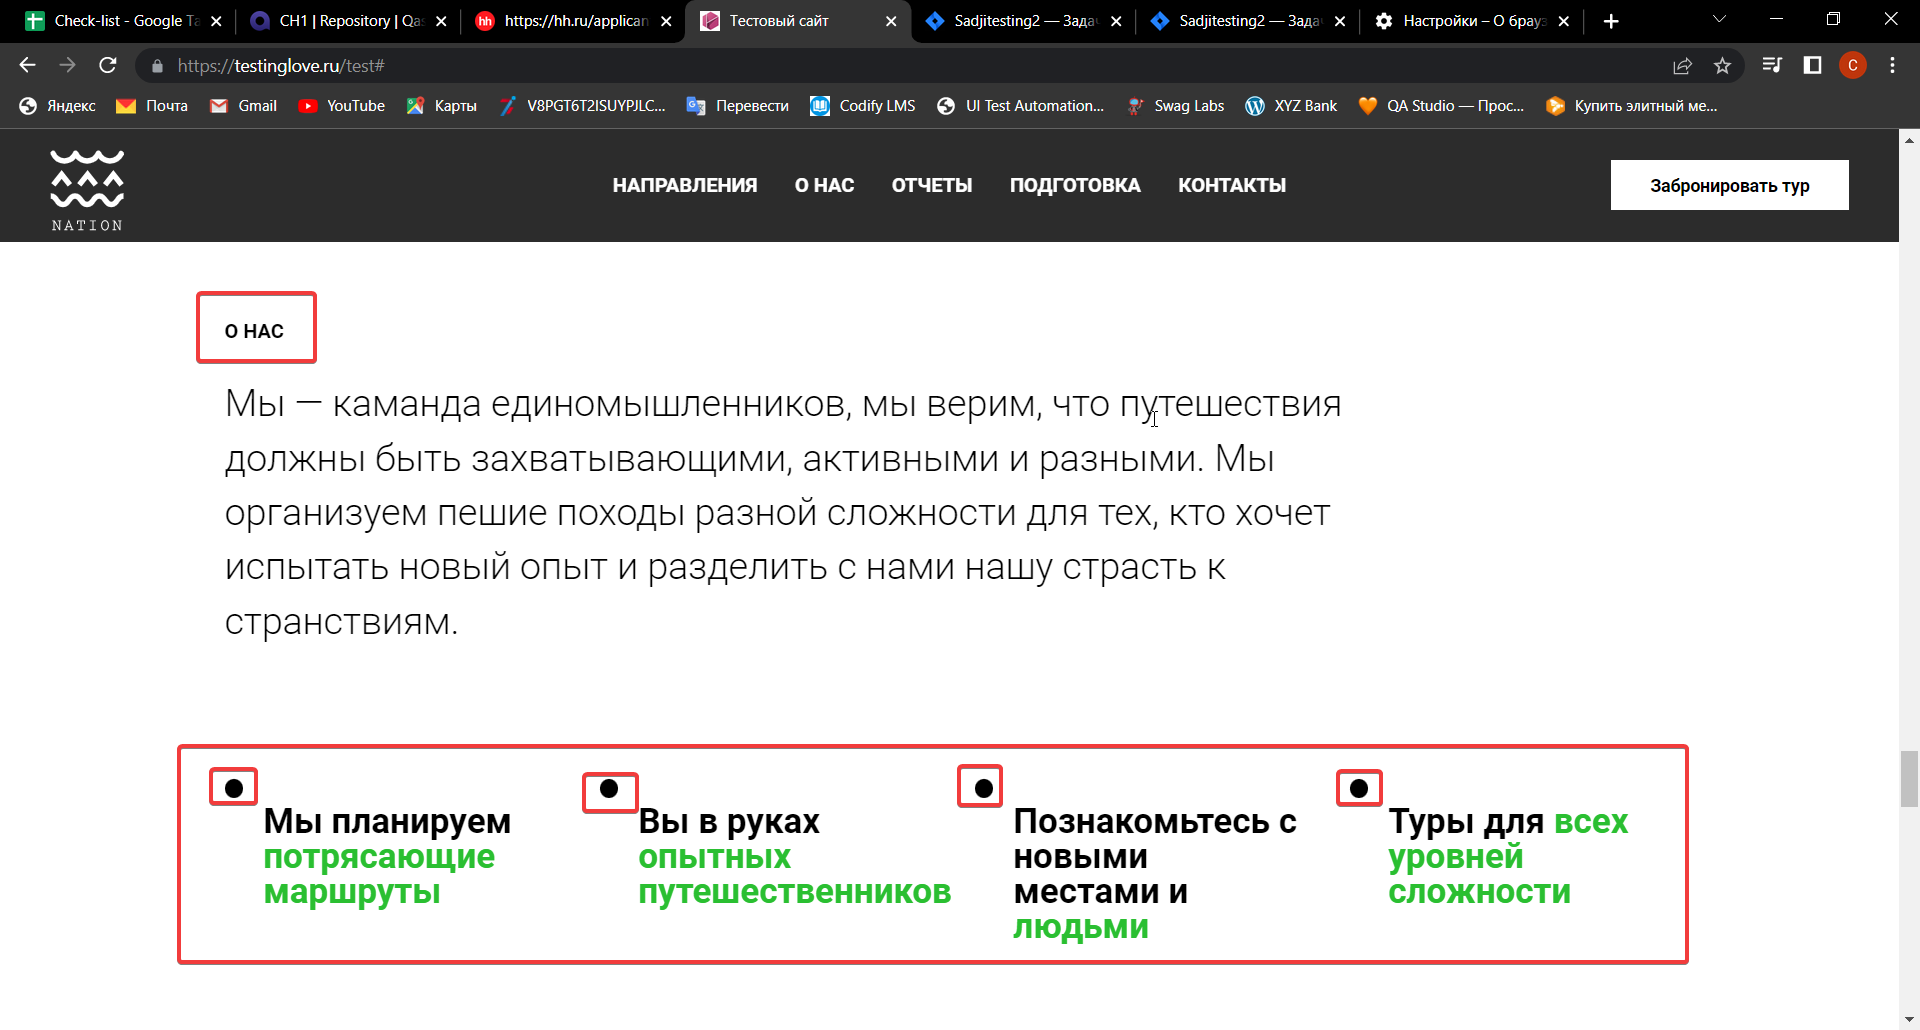 Check-list - Google Та
CH1 | Repository | Qas
https://hh.ru/applican
Тестовый сайт
Sadjitesting2 — Зада
Sadjitesting2 — Зада
Настройки – О брауз
https://testinglove.ru/test#
С
Яндекс
Почта
Gmail
YouTube
Карты
V8PGT6T2ISUYPJLC...
Перевести
Codify LMS
UI Test Automation...
Swag Labs
XYZ Bank
QA Studio — Прос...
Купить элитный ме...
NATION
НАПРАВЛЕНИЯ
О НАС
ОТЧЕТЫ
ПОДГОТОВКА
КОНТАКТЫ
Забронировать тур
О НАС
Мы — каманда единомышленников, мы верим, что путешествия
должны быть захватывающими, активными и разными. Мы
организуем пешие походы разной сложности для тех, кто хочет
испытать новый опыт и разделить с нами нашу страсть к
странствиям.
Мы планируем
потрясающие
маршруты
Вы в руках
опытных
путешественников
Познакомьтесь с
новыми
местами и
людьми
Туры для всех
уровней
сложности